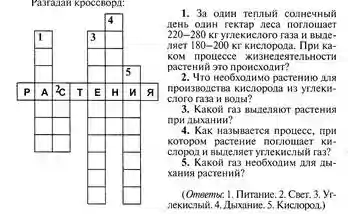 Разгадай кроссворд:
4
1
3
5
Р А 2 С Т Е Н И Я
1. За один теплый солнечный
день один гектар леса поглощает
220–280 кг углекислого газа и выде-
ляет 180–200 кг кислорода. При ка-
ком процессе жизнедеятельности
растений это происходит?
2. Что необходимо растению для
производства кислорода из углекис-
лого газа и воды?
3. Какой газ выделяют растения
при дыхании?
4. Как называется процесс, при
котором растение поглощает ки-
слород и выделяет углекислый газ?
5. Какой газ необходим для ды-
хания растений?
(Ответы: 1. Питание. 2. Свет. 3. Уг-
лекислый. 4. Дыхание. 5. Кислород.)